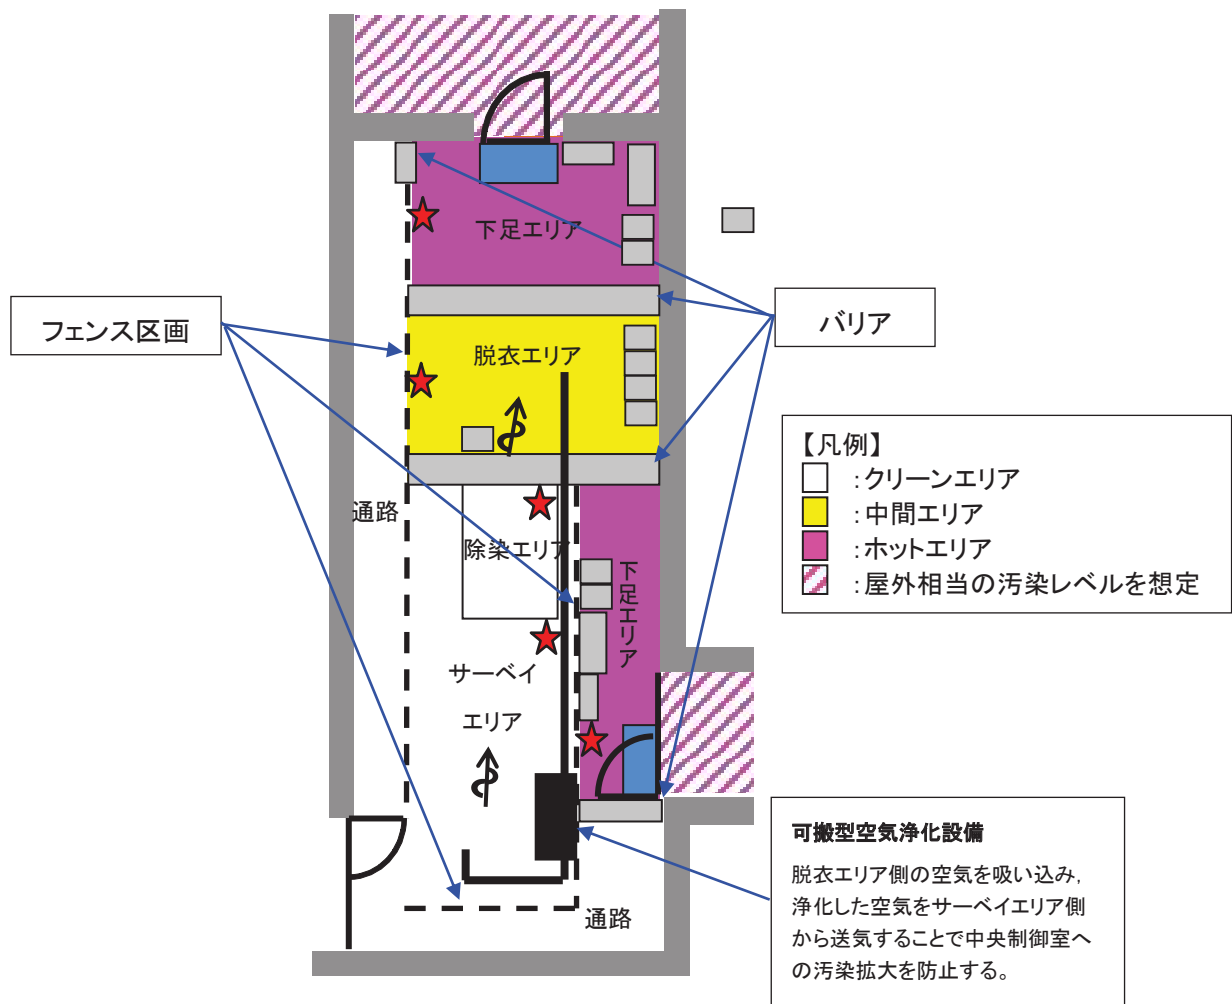 下足エリア
フェンス区画
バリア
脱衣エリア
【凡例】
:クリーンエリア
:中間エリア
:ホットエリア
:屋外相当の汚染レベルを想定
通路
除染エリア
下足エリア
サーベイ
エリア
可搬型空気浄化設備
脱衣エリア側の空気を吸い込み,
浄化した空気をサーベイエリア側
から送気することで中央制御室へ
の汚染拡大を防止する。
通路